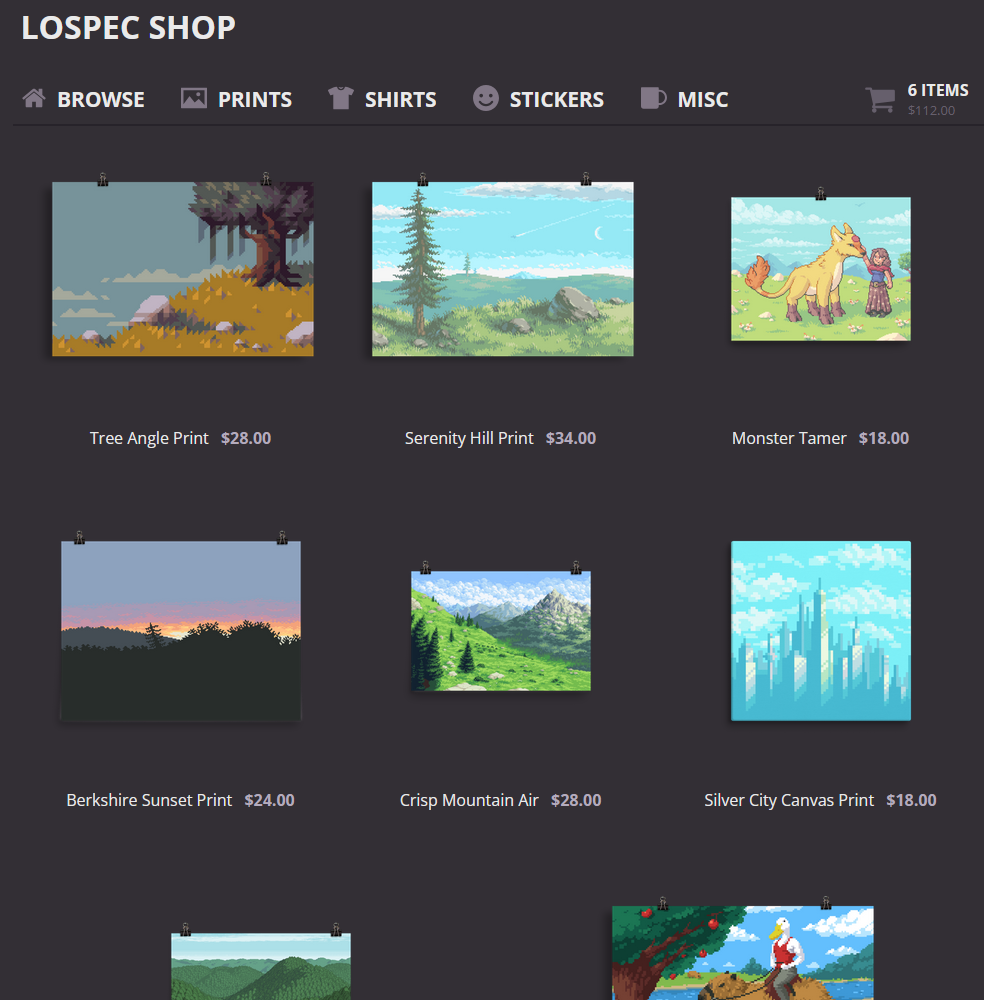 LOSPEC SHOP
BROWSE PRINTS SHIRTS STICKERS MISC 6 ITEMS
$112.00
Tree Angle Print $28.00
Serenity Hill Print $34.00
Monster Tamer $18.00
Berkshire Sunset Print $24.00
Crisp Mountain Air $28.00
Silver City Canvas Print $18.00